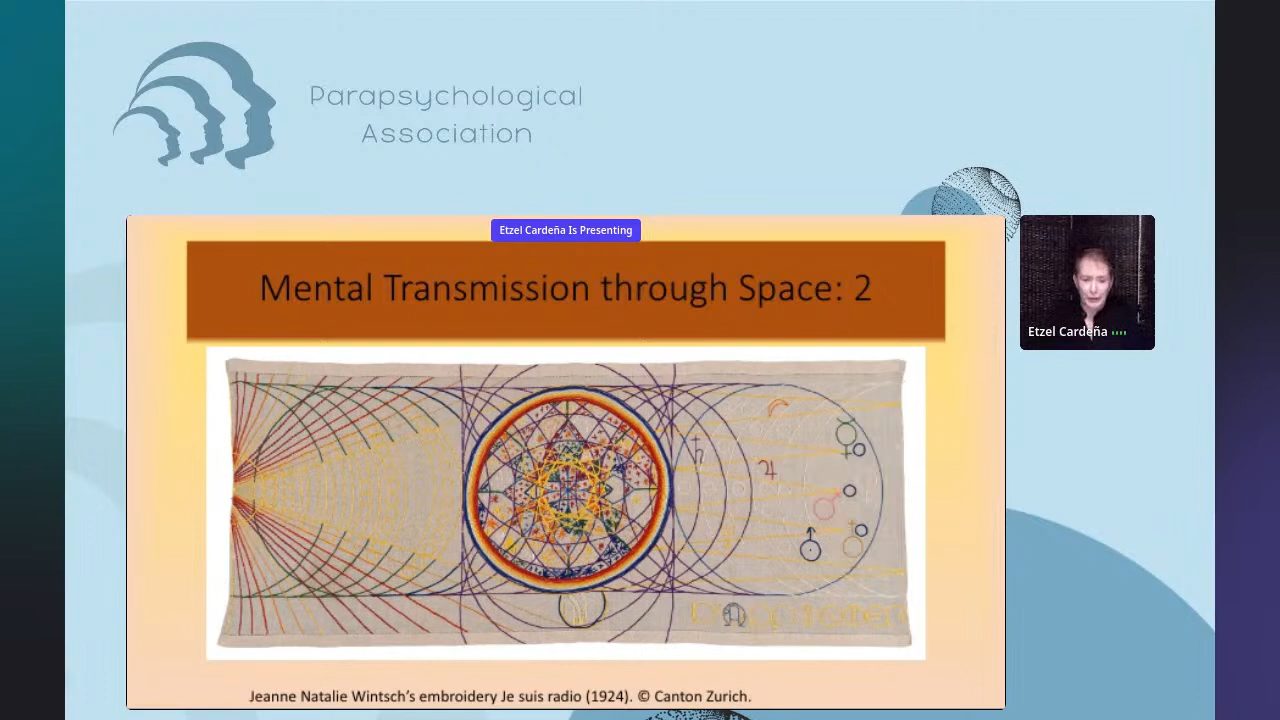 Parapsychological
Association
Etzel Cardeña Is Presenting
Mental Transmission through Space: 2
Etzel Cardeña
Jeanne Natalie Wintsch's embroidery Je suis radio (1924). © Canton Zurich.